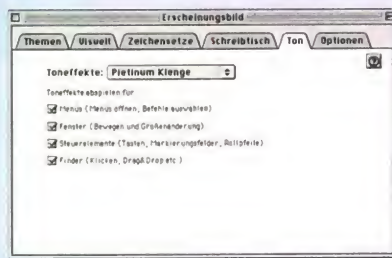 Erscheinungsbild
Themen Visuell Zeichensätze Schreibtisch Ton Optionen
Toneffekte: Platinum Klänge
Toneffekte abspielen für
Menüs (Menüs öffnen, Befehle auswählen)
Fenster (Bewegen und Größenänderung)
Steuerelemente (Tasten, Markierungsfelder, Rollpfeile)
Finder (Klicken, Drag&Drop etc.)